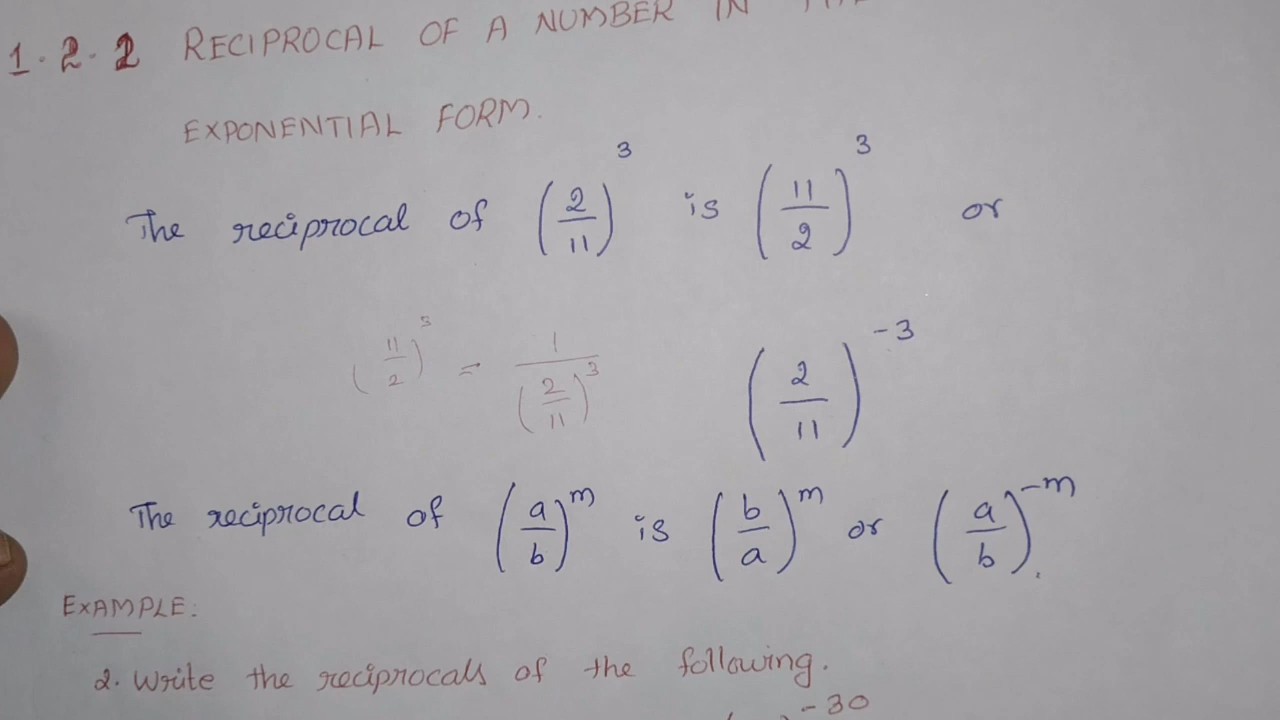 1.2.2 RECIPROCAL OF A NUMBER IN
EXPONENTIAL FORM.
The reciprocal of (2/11)^3 is (11/2)^3 or
(11/2)^3 = 1/(2/11)^3 (2/11)^-3
The reciprocal of (a/b)^m is (b/a)^m or (a/b)^-m.
EXAMPLE:
2. Write the reciprocals of the following.
-30